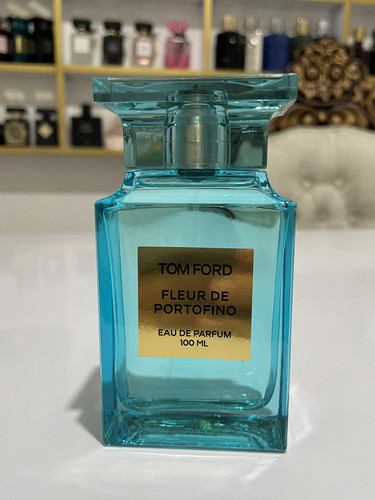 TOM FORD
FLEUR DE
PORTOFINO
EAU DE PARFUM
100 ML